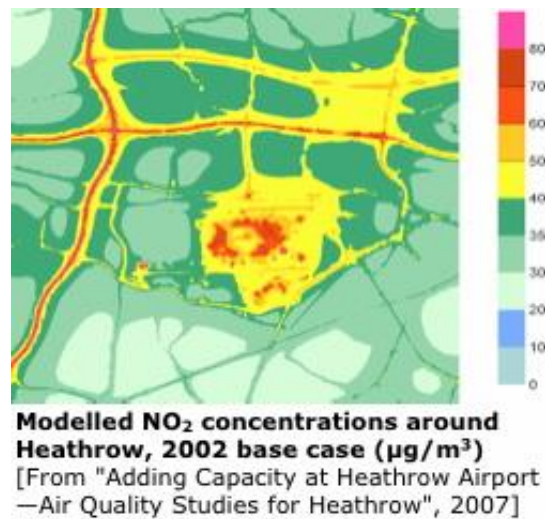 80
70
60
50
40
35
30
20
10
0
Modelled NO₂ concentrations around
Heathrow, 2002 base case (µg/m³)
[From "Adding Capacity at Heathrow Airport
—Air Quality Studies for Heathrow", 2007]